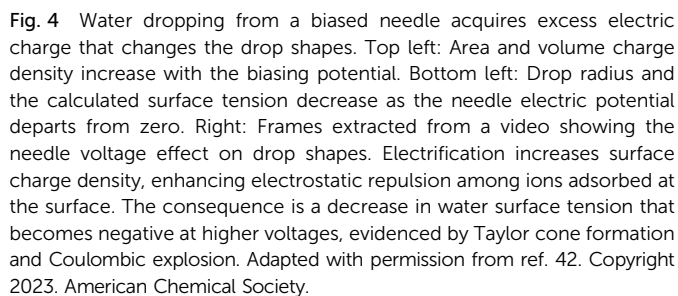 Fig. 4 Water dropping from a biased needle acquires excess electric
charge that changes the drop shapes. Top left: Area and volume charge
density increase with the biasing potential. Bottom left: Drop radius and
the calculated surface tension decrease as the needle electric potential
departs from zero. Right: Frames extracted from a video showing the
needle voltage effect on drop shapes. Electrification increases surface
charge density, enhancing electrostatic repulsion among ions adsorbed at
the surface. The consequence is a decrease in water surface tension that
becomes negative at higher voltages, evidenced by Taylor cone formation
and Coulombic explosion. Adapted with permission from ref. 42. Copyright
2023. American Chemical Society.